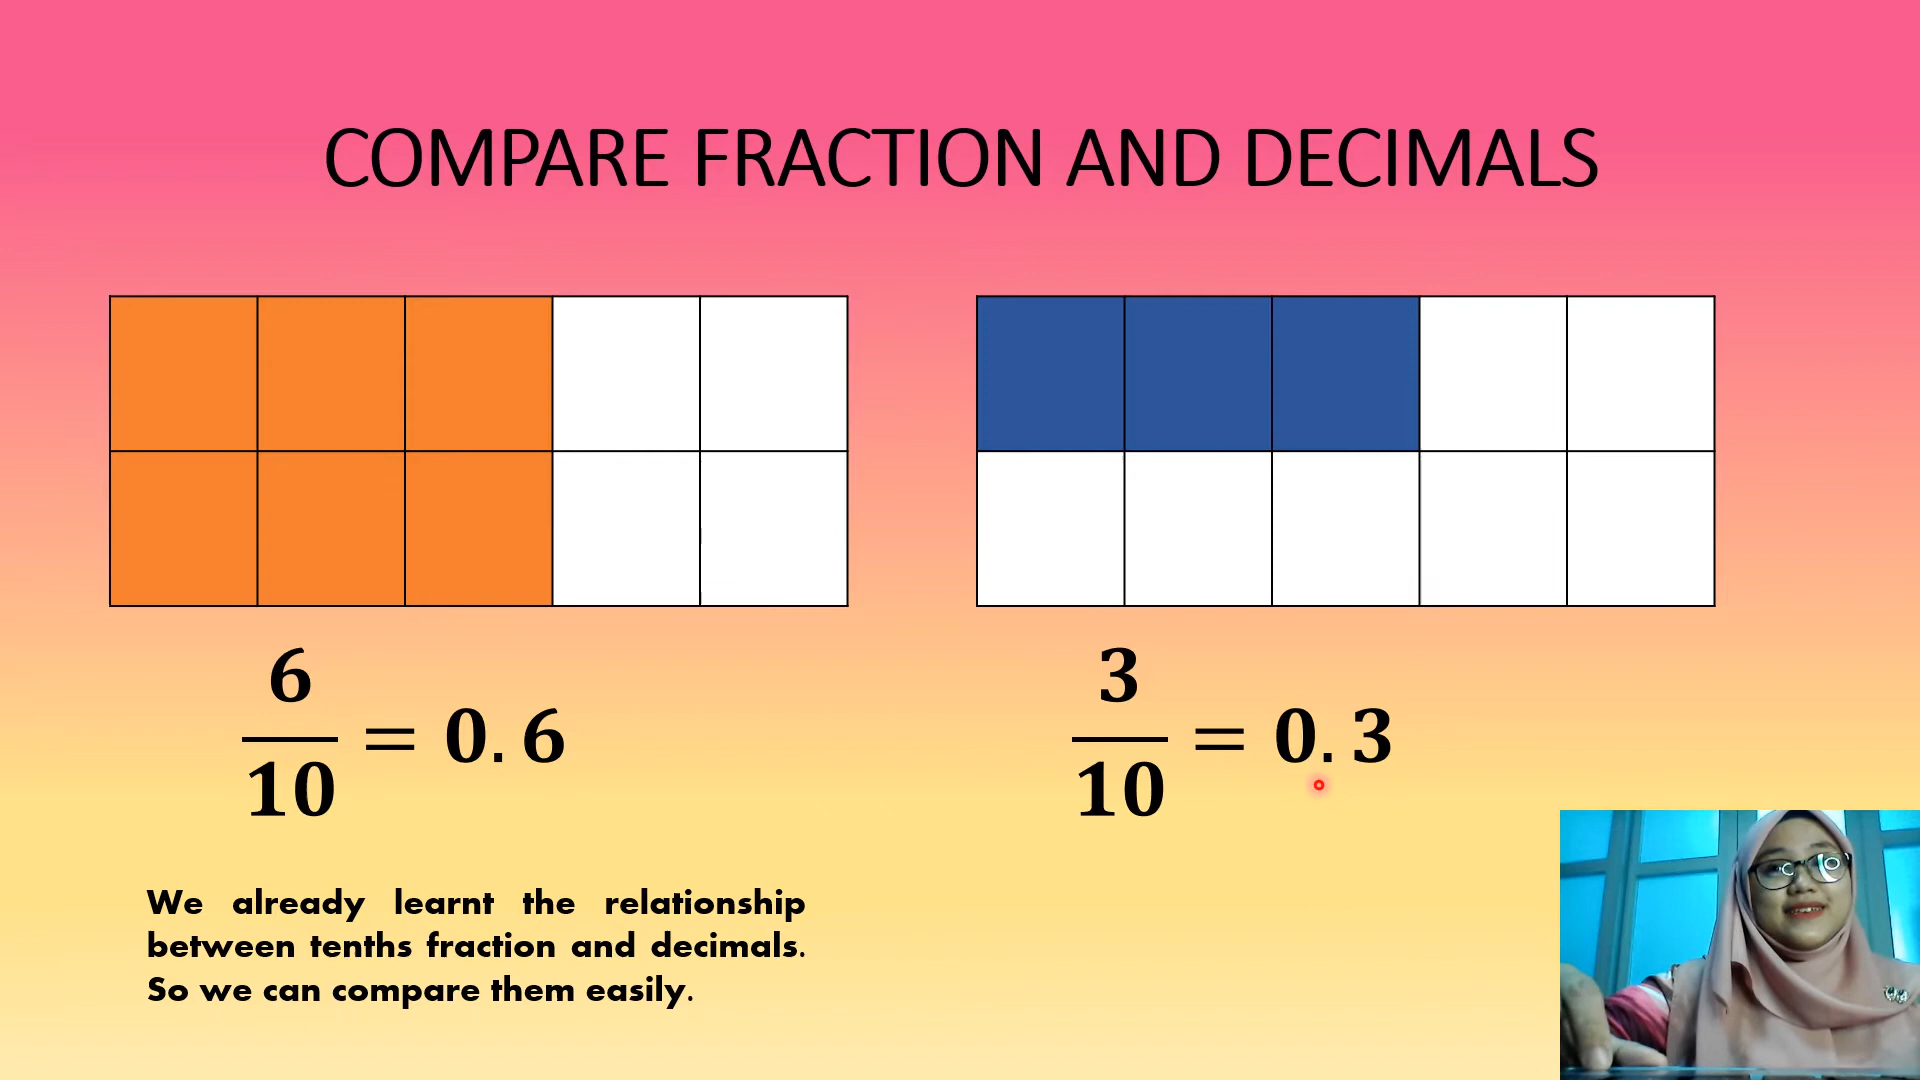 COMPARE FRACTION AND DECIMALS
6/10 = 0.6
3/10 = 0.3
We already learnt the relationship
between tenths fraction and decimals.
So we can compare them easily.